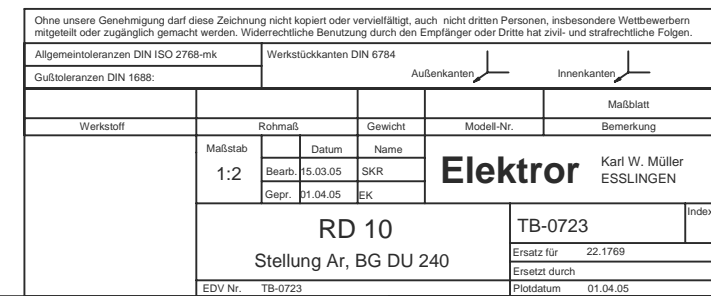 Ohne unsere Genehmigung darf diese Zeichnung nicht kopiert oder vervielfältigt, auch nicht dritten Personen, insbesondere Wettbewerbern
mitgeteilt oder zugänglich gemacht werden. Widerrechtliche Benutzung durch den Empfänger oder Dritte hat zivil- und strafrechtliche Folgen.
Allgemeintoleranzen DIN ISO 2768-mk
Werkstückkanten DIN 6784
Gußtoleranzen DIN 1688:
Außenkanten
Innenkanten
Maßblatt
Werkstoff
Rohmaß
Gewicht
Modell-Nr.
Bemerkung
Maßstab
Datum
Name
1:2
Bearb.
15.03.05
SKR
Gepr.
01.04.05
EK
Elektror
Karl W. Müller
ESSLINGEN
RD 10
Stellung Ar, BG DU 240
TB-0723
Index
Ersatz für
22.1769
Ersetzt durch
EDV Nr.
TB-0723
Plotdatum
01.04.05